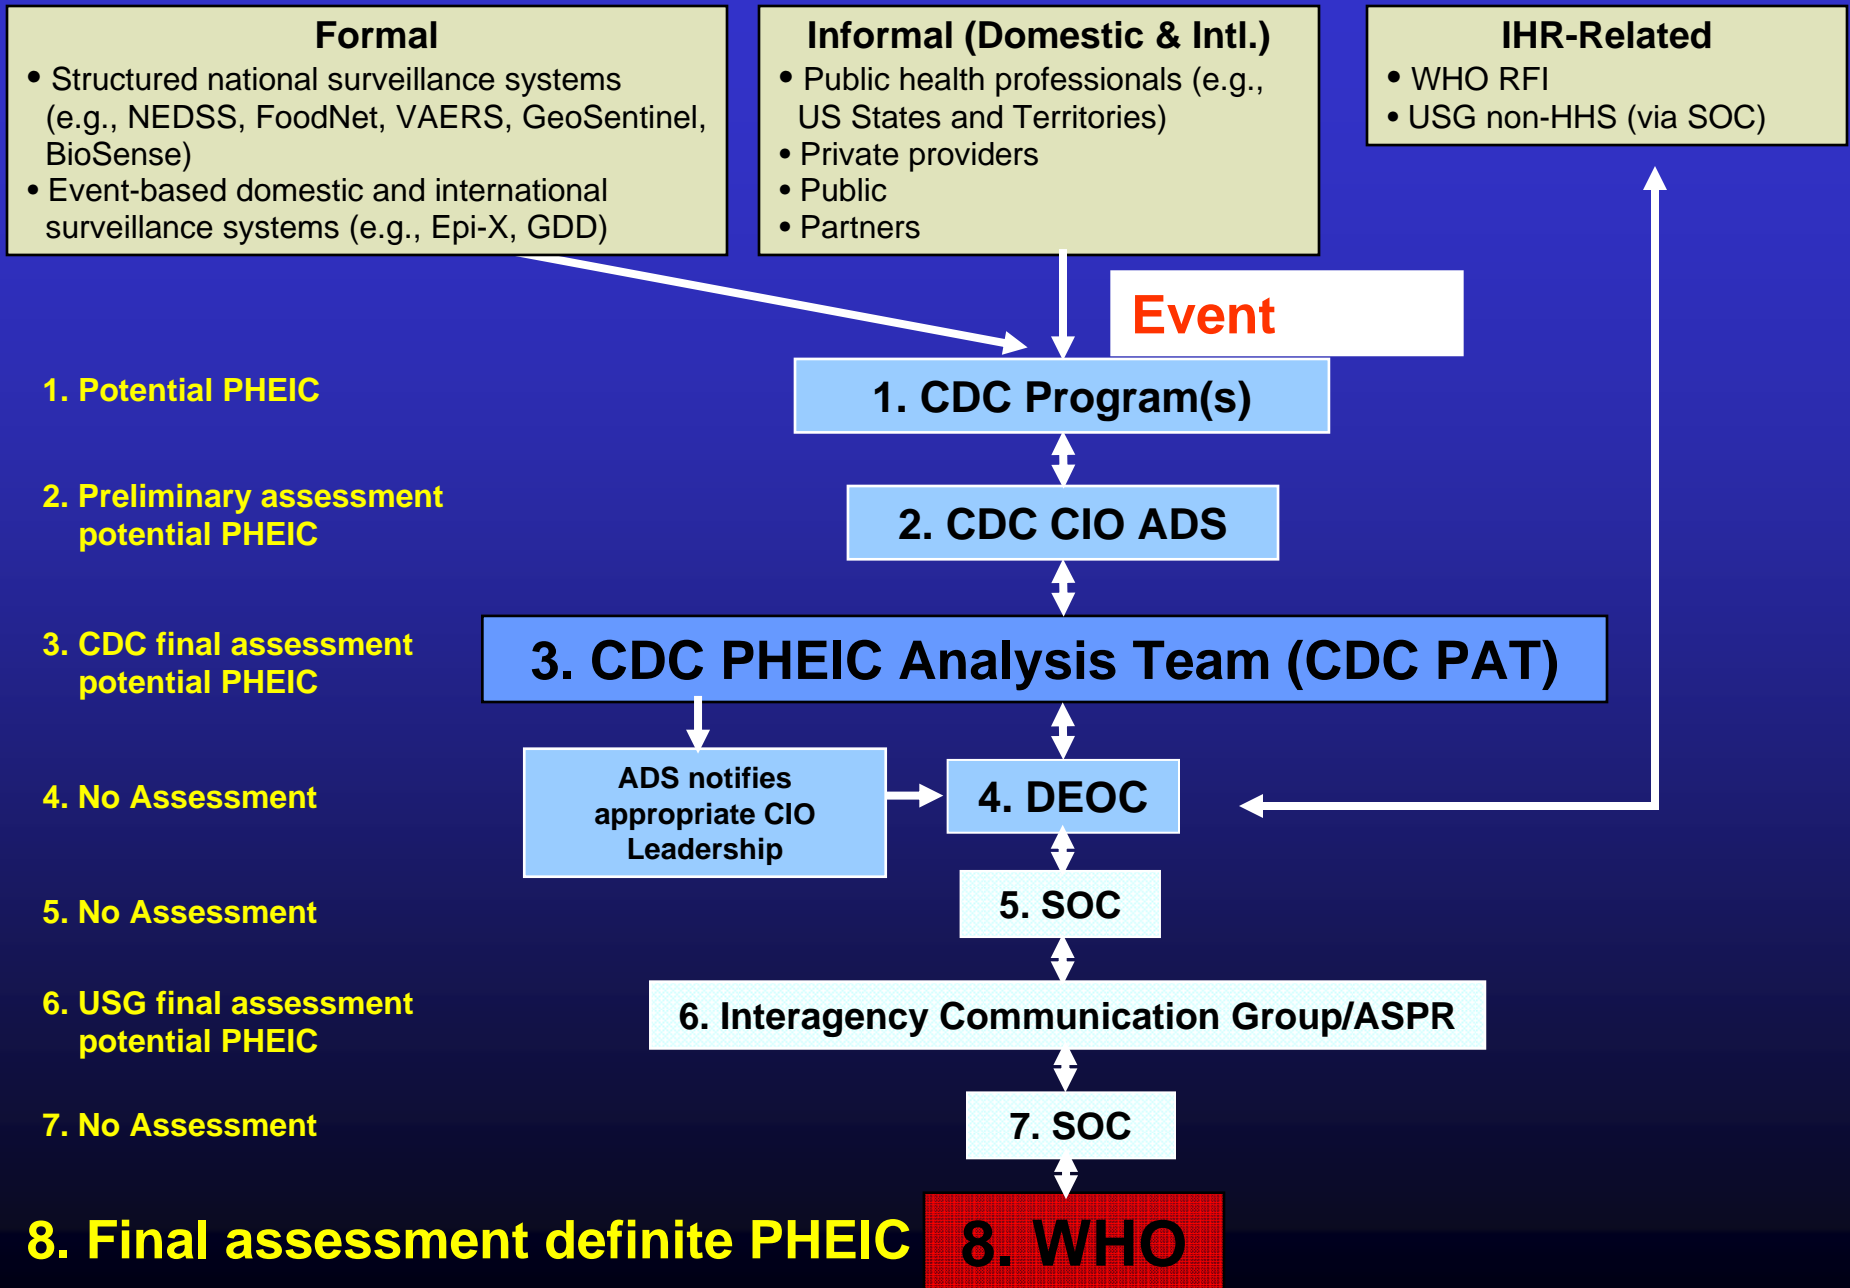 Formal
• Structured national surveillance systems
(e.g., NEDSS, FoodNet, VAERS, GeoSentinel,
BioSense)
• Event-based domestic and international
surveillance systems (e.g., Epi-X, GDD)
Informal (Domestic & Intl.)
• Public health professionals (e.g.,
US States and Territories)
• Private providers
• Public
• Partners
IHR-Related
• WHO RFI
• USG non-HHS (via SOC)
Event
1. Potential PHEIC
1. CDC Program(s)
2. Preliminary assessment
potential PHEIC
2. CDC CIO ADS
3. CDC final assessment
potential PHEIC
3. CDC PHEIC Analysis Team (CDC PAT)
4. No Assessment
ADS notifies
appropriate CIO
Leadership
4. DEOC
5. No Assessment
5. SOC
6. USG final assessment
potential PHEIC
6. Interagency Communication Group/ASPR
7. No Assessment
7. SOC
8. Final assessment definite PHEIC
8. WHO